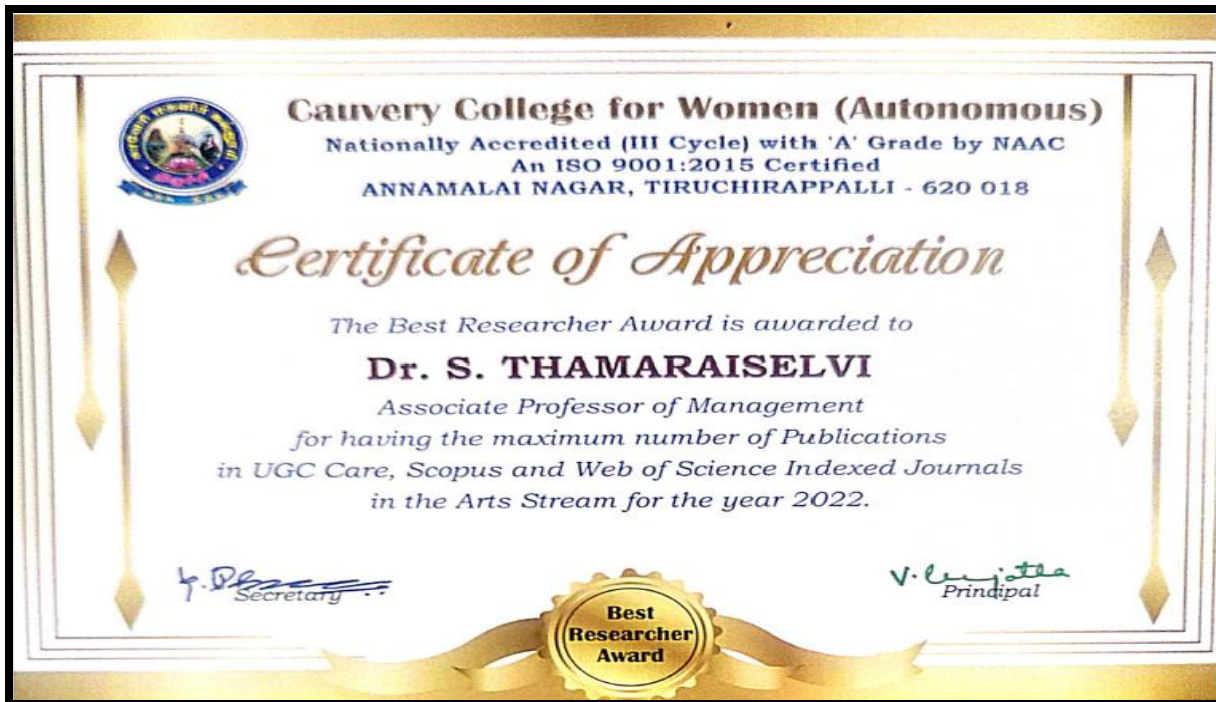 Cauvery College for Women (Autonomous)
Nationally Accredited (III Cycle) with 'A' Grade by NAAC
An ISO 9001:2015 Certified
ANNAMALAI NAGAR, TIRUCHIRAPPALLI - 620 018
Certificate of Appreciation
The Best Researcher Award is awarded to
Dr. S. THAMARAISELVI
Associate Professor of Management
for having the maximum number of Publications
in UGC Care, Scopus and Web of Science Indexed Journals
in the Arts Stream for the year 2022.
Secretary
Principal
Best
Researcher
Award